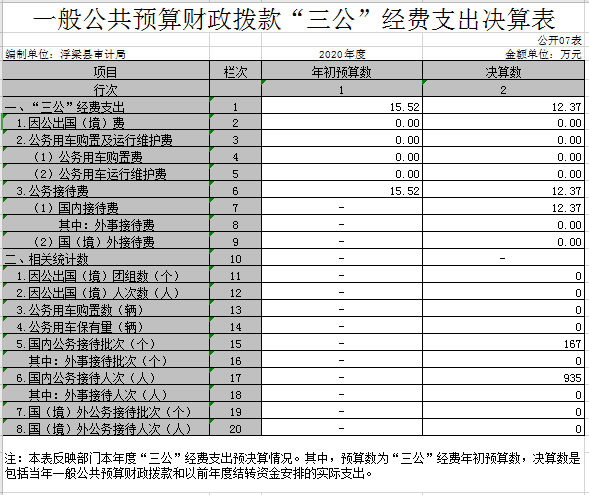 一般公共预算财政拨款“三公”经费支出决算表
公开07表
编制单位：浮梁县审计局 2020年度 金额单位：万元
项目 栏次 年初预算数 决算数
行次 1 2
一、“三公”经费支出 1 15.52 12.37
1.因公出国（境）费 2 0.00 0.00
2.公务用车购置及运行维护费 3 0.00 0.00
（1）公务用车购置费 4 0.00 0.00
（2）公务用车运行维护费 5 0.00 0.00
3.公务接待费 6 15.52 12.37
（1）国内接待费 7 - 12.37
其中：外事接待费 8 - 0.00
（2）国（境）外接待费 9 - 0.00
二、相关统计数 10 - -
1.因公出国（境）团组数（个） 11 - 0
2.因公出国（境）人次数（人） 12 - 0
3.公务用车购置数（辆） 13 - 0
4.公务用车保有量（辆） 14 - 0
5.国内公务接待批次（个） 15 - 167
其中：外事接待批次（个） 16 - 0
6.国内公务接待人次（人） 17 - 935
其中：外事接待人次（人） 18 - 0
7.国（境）外公务接待批次（个） 19 - 0
8.国（境）外公务接待人次（人） 20 - 0
注：本表反映部门本年度“三公”经费支出预决算情况。其中，预算数为“三公”经费年初预算数，决算数是
包括当年一般公共预算财政拨款和以前年度结转资金安排的实际支出。